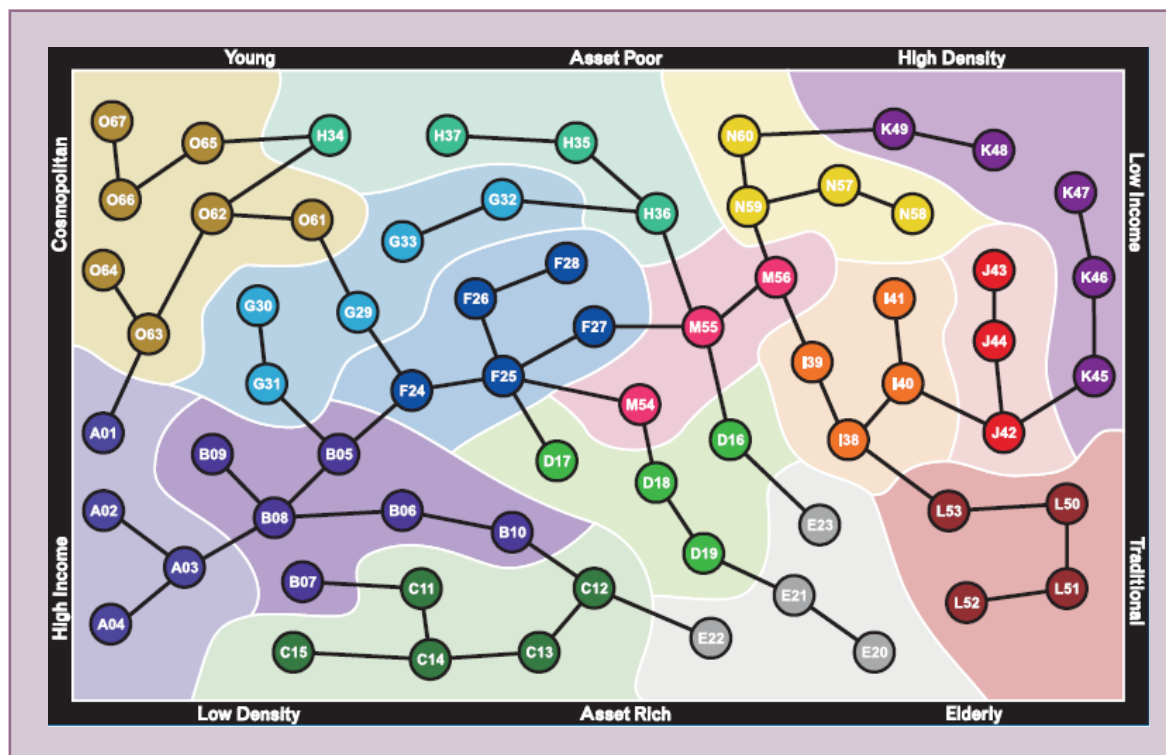 Young Asset Poor High Density
Cosmopolitan
High Income
Low Income
Traditional
Low Density Asset Rich Elderly
O67 O65 H34 H37 H35 N60 K49 K48
O66 O62 O61 G32 H36 N59 N57 N58 K47
G33
O64 F28 M56 J43 K46
G30 G29 F26 I41
O63 F27 M55 J44
G31 F24 F25 I39 I40 K45
A01 M54
B09 B05 D17 D16 I38 J42
A02 B08 B06 B10 D18 E23 L53 L50
A03 D19
B07 C11 C12 E21 L52 L51
A04 E22
C15 C14 C13 E20